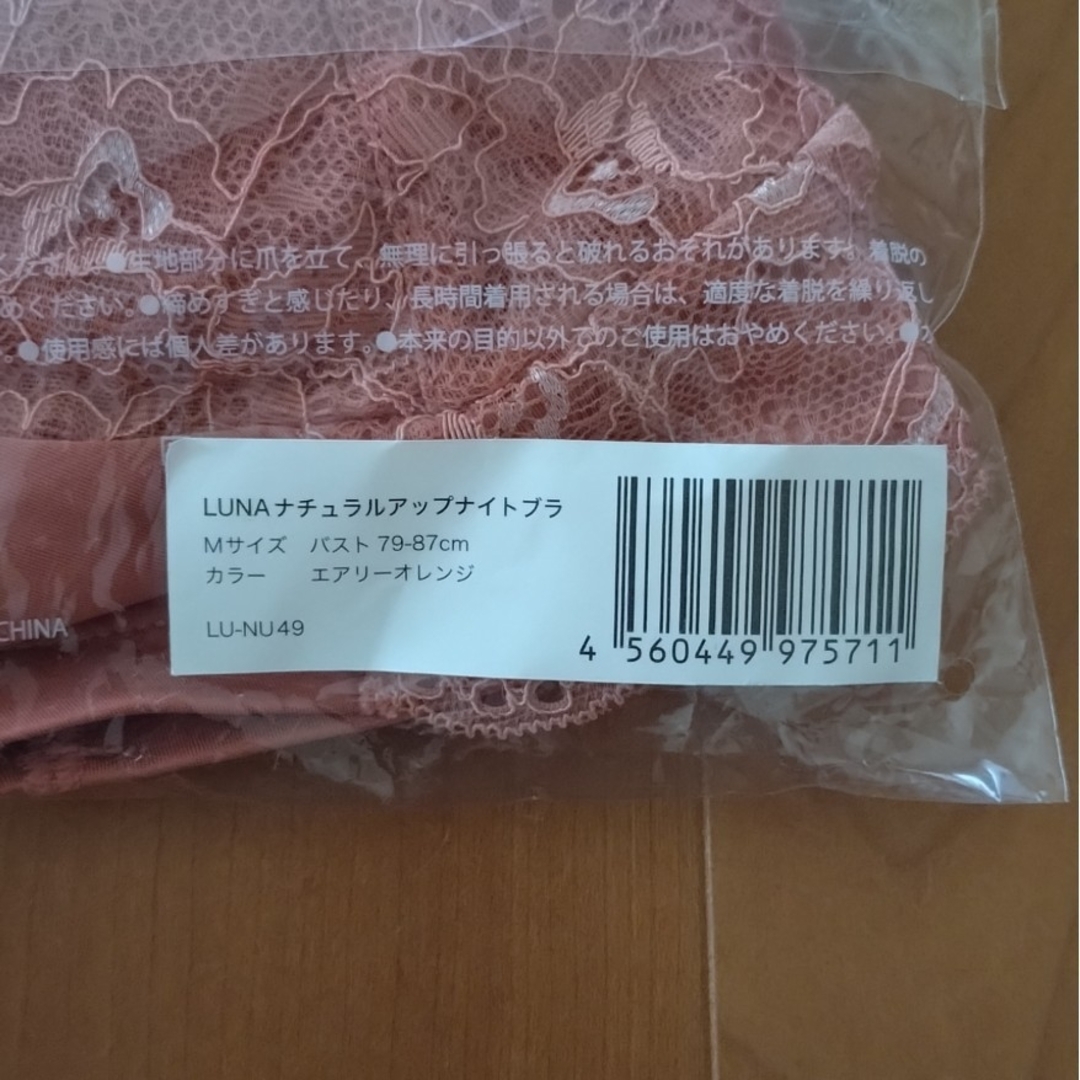 ●生地部分に爪を立て、無理に引っ張ると破れるおそれがあります。着脱の
めください。●締めすぎと感じたり、長時間着用される場合は、適度な着脱を繰り返し
。●使用感には個人差があります。●本来の目的以外でのご使用はおやめください。●
LUNAナチュラルアップナイトブラ
Mサイズ バスト 79-87cm
カラー エアリーオレンジ
CHINA
LU-NU49
4 560449 975711